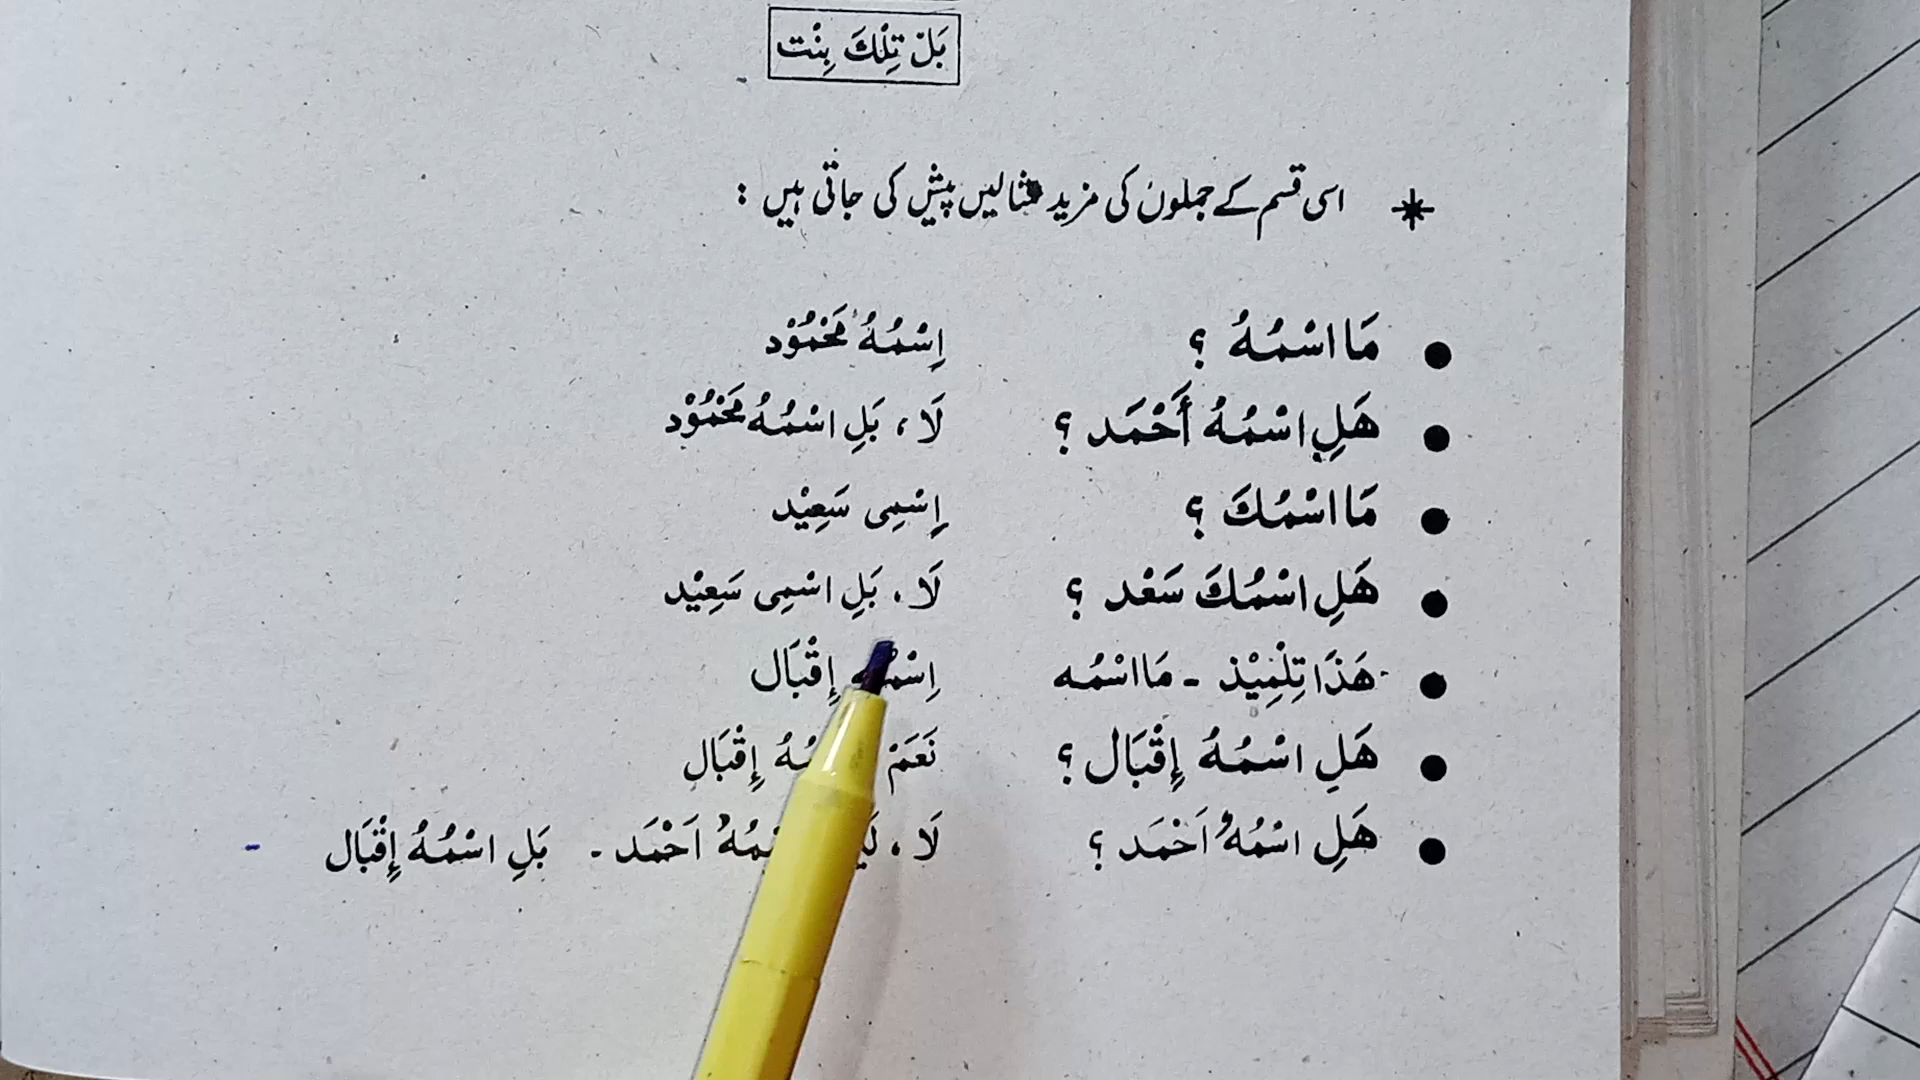 بَلْ تِلْكَ بِنْت
* اسی قسم کے جملون کی مزید مثالیں پیش کی جاتی ہیں :
● مَا اسْمُهُ ؟ اِسْمُهُ مَحْمُوْد
● هَلِ اسْمُهُ أَحْمَد ؟ لَا، بَلِ اسْمُهُ مَحْمُوْد
● مَا اسْمُكَ ؟ اِسْمِی سَعِيْد
● هَلِ اسْمُكَ سَعْد ؟ لَا، بَلِ اسْمِی سَعِيْد
● هَذَا تِلْمِيْذ - مَا اسْمُه اِسْمُهُ إِقْبَال
● هَلِ اسْمُهُ إِقْبَال ؟ نَعَمْ إِقْبَال
● هَلِ اسْمُهُ اَحْمَد ؟ لَا، اَحْمَد - بَلِ اسْمُهُ إِقْبَال